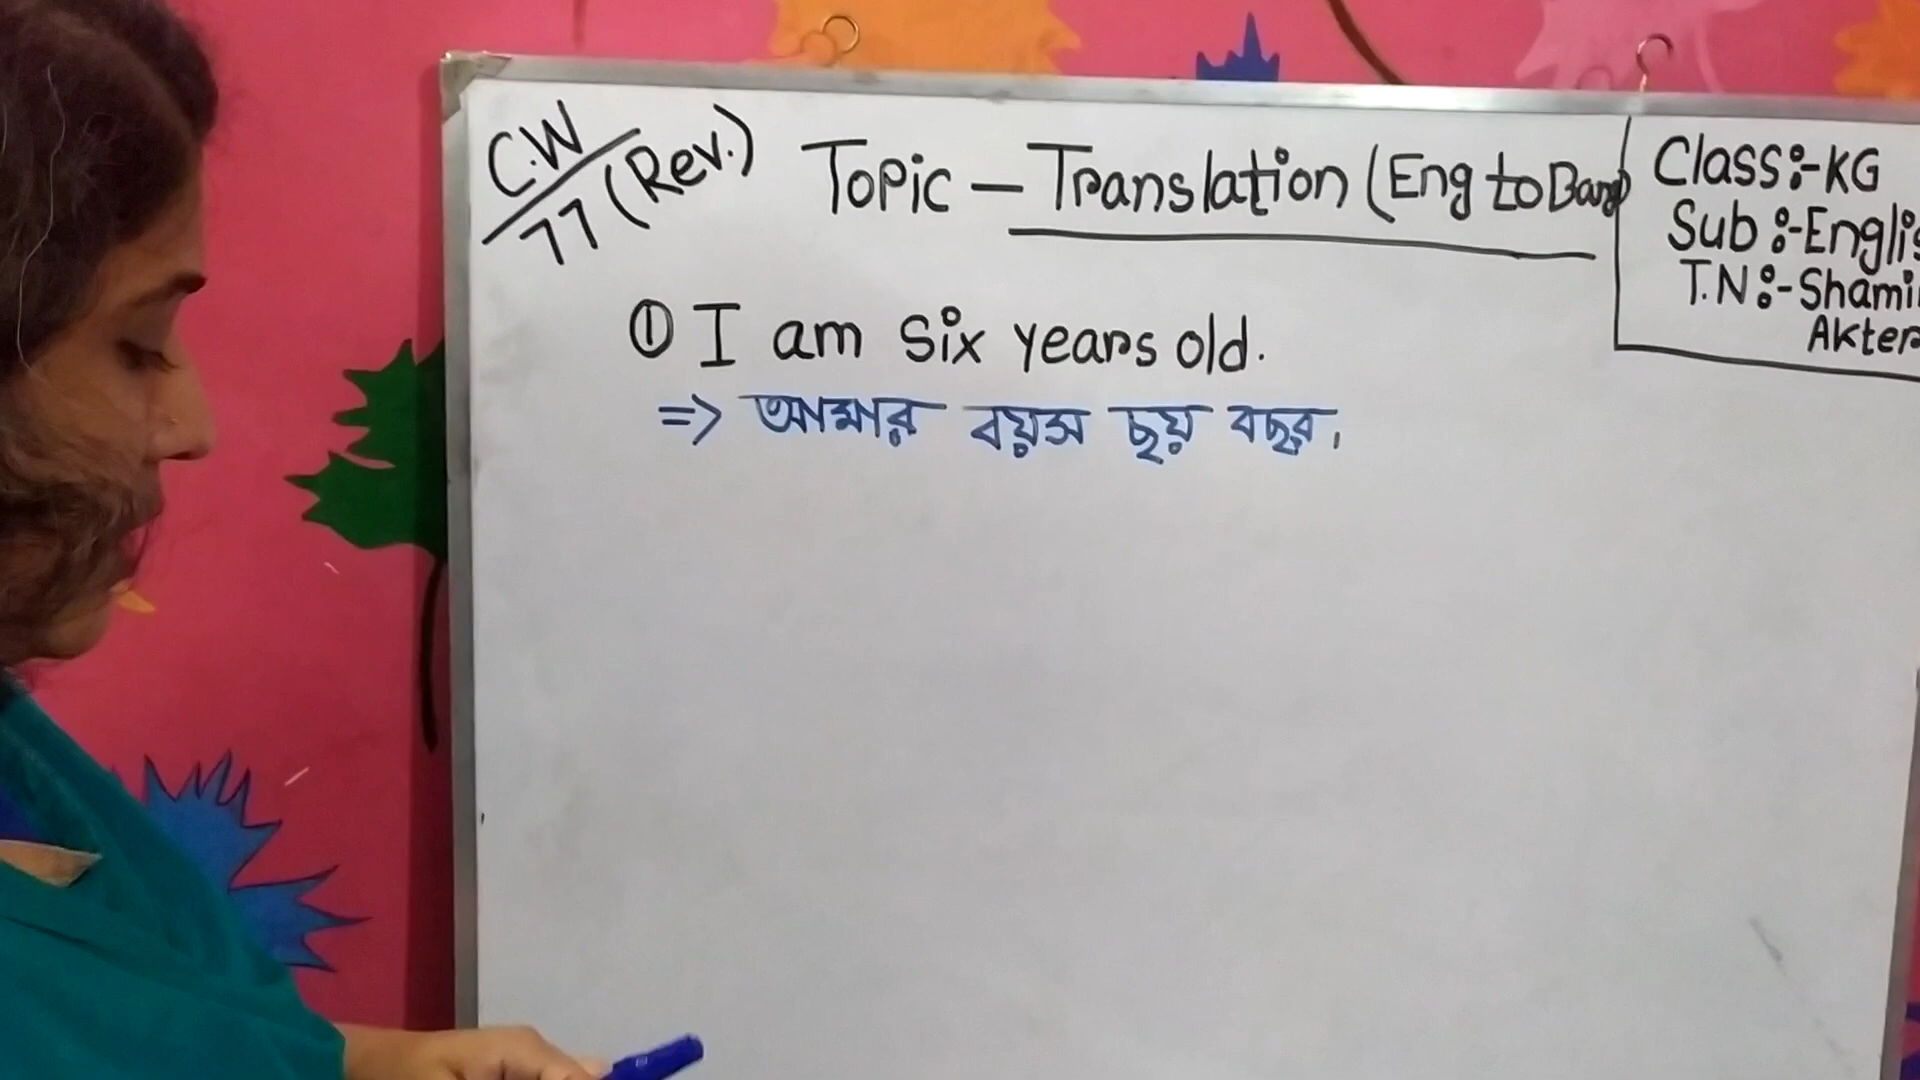 C.W/77 (Rev.)
Topic – Translation (Eng to Bang)
Class:-KG
Sub:-Englis
T.N:-Shamin
Akter
① I am six years old.
=> আমার বয়স ছয় বছর।